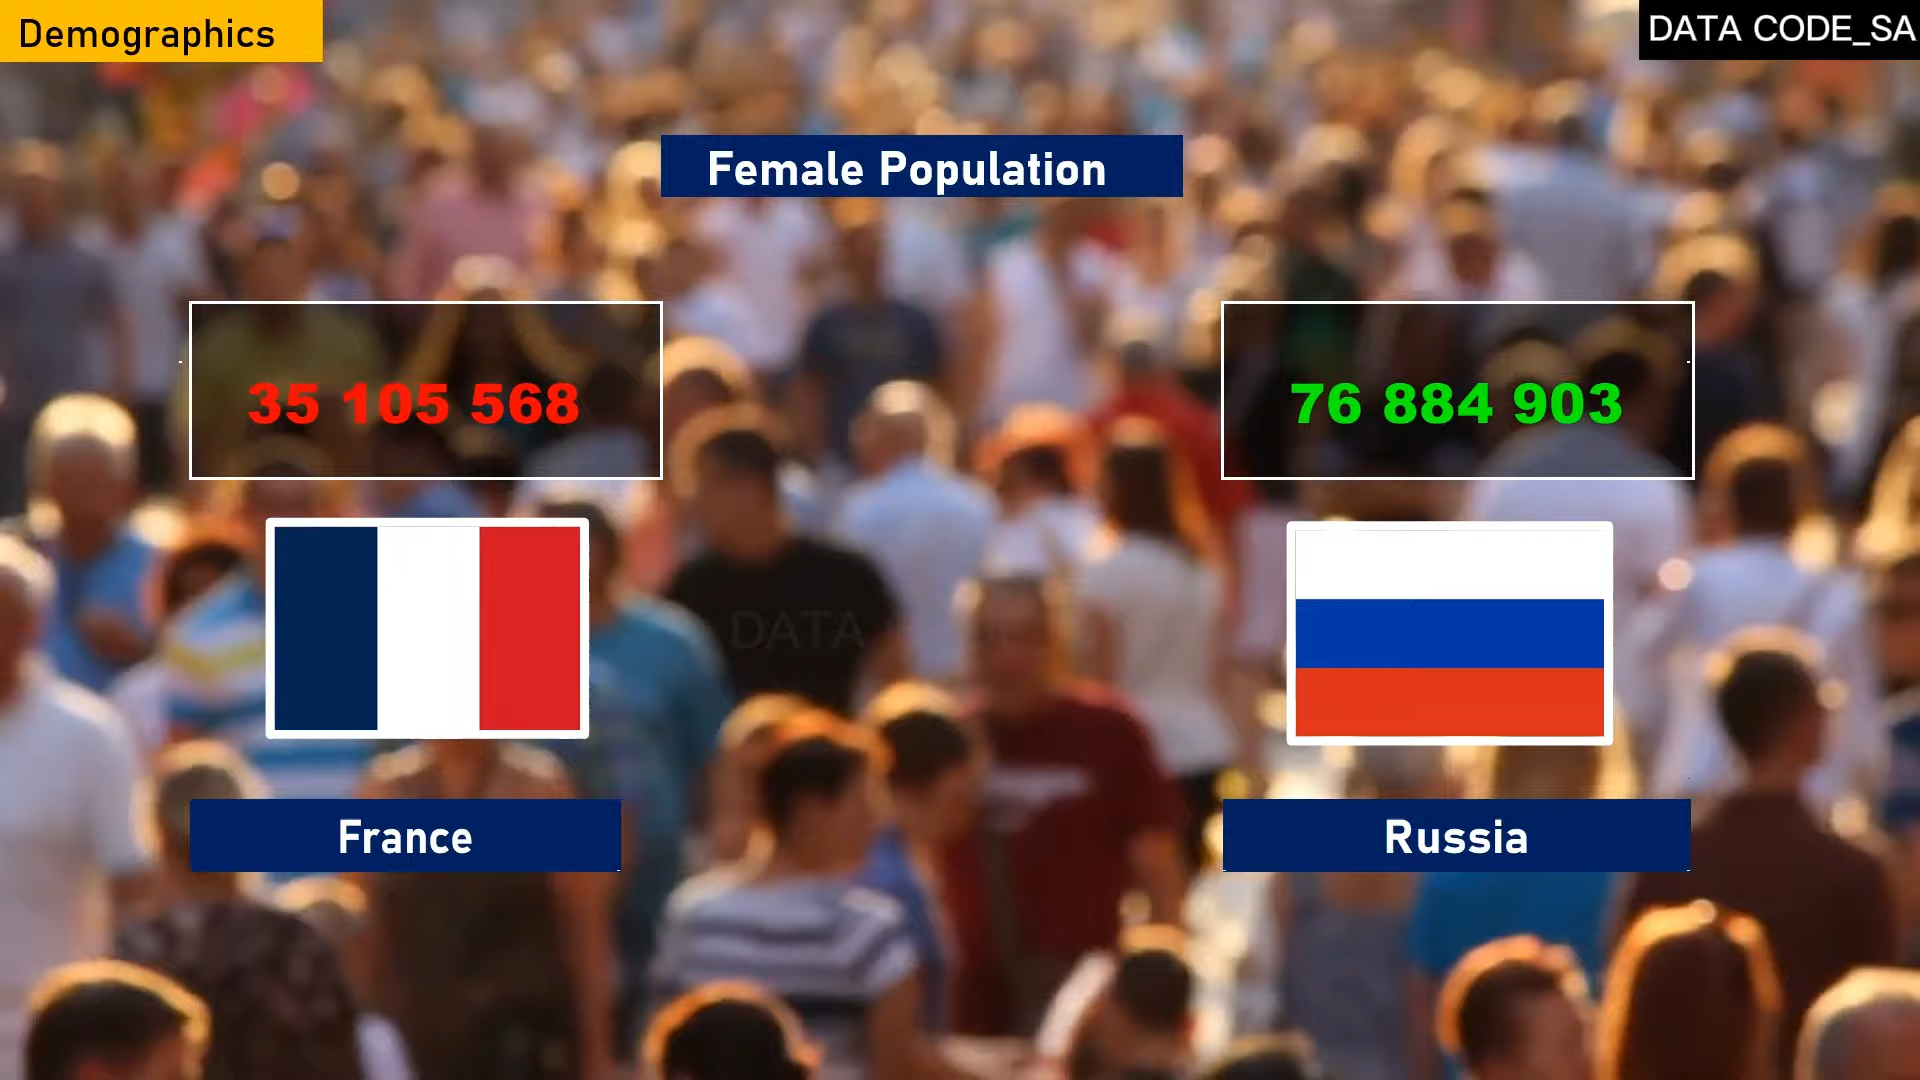 Demographics
DATA CODE_SA
Female Population
35 105 568
76 884 903
DATA
France
Russia